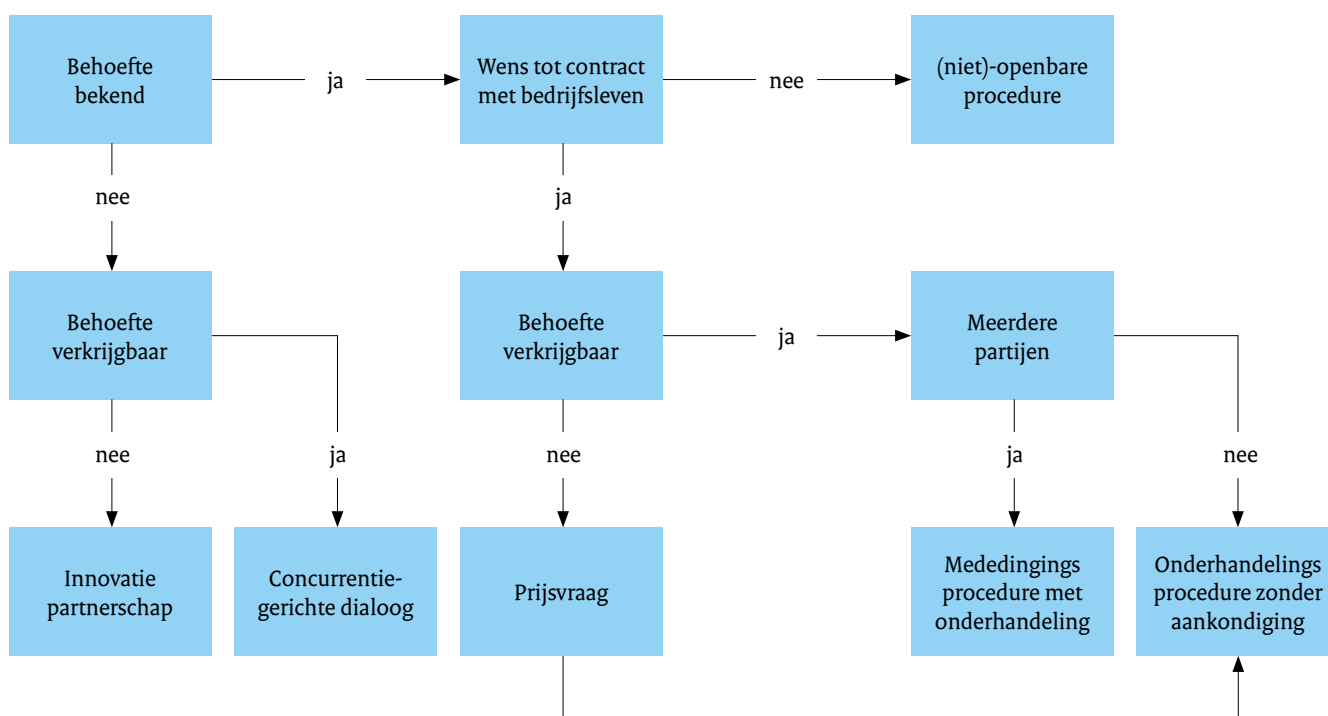 Behoefte
bekend
ja
Wens tot contract
met bedrijfsleven
nee
(niet)-openbare
procedure
nee
ja
Behoefte
verkrijgbaar
Behoefte
verkrijgbaar
ja
Meerdere
partijen
nee
ja
nee
ja
nee
Innovatie
partnerschap
Concurrentie-
gerichte dialoog
Prijsvraag
Mededingings
procedure met
onderhandeling
Onderhandelings
procedure zonder
aankondiging